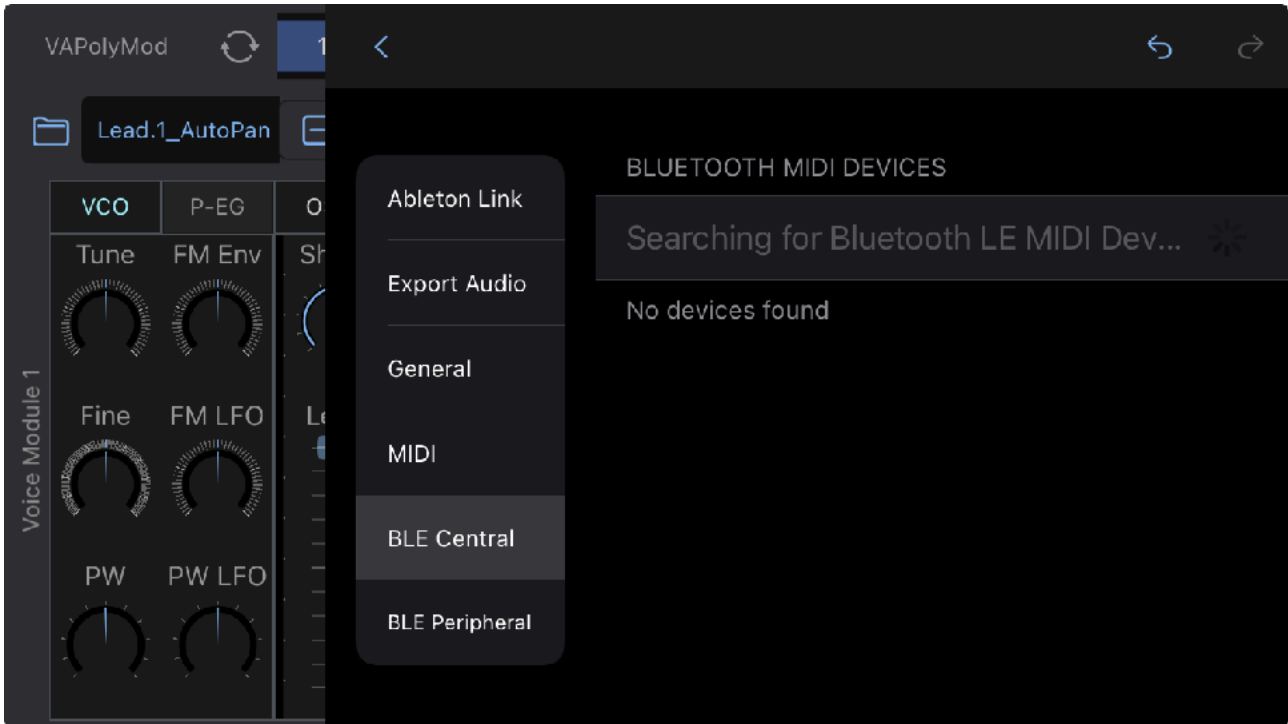 VAPolyMod
1
Lead.1_AutoPan
VCO
P-EG
Tune
FM Env
Fine
FM LFO
PW
PW LFO
Voice Module 1
Ableton Link
Export Audio
General
MIDI
BLE Central
BLE Peripheral
BLUETOOTH MIDI DEVICES
Searching for Bluetooth LE MIDI Dev...
No devices found